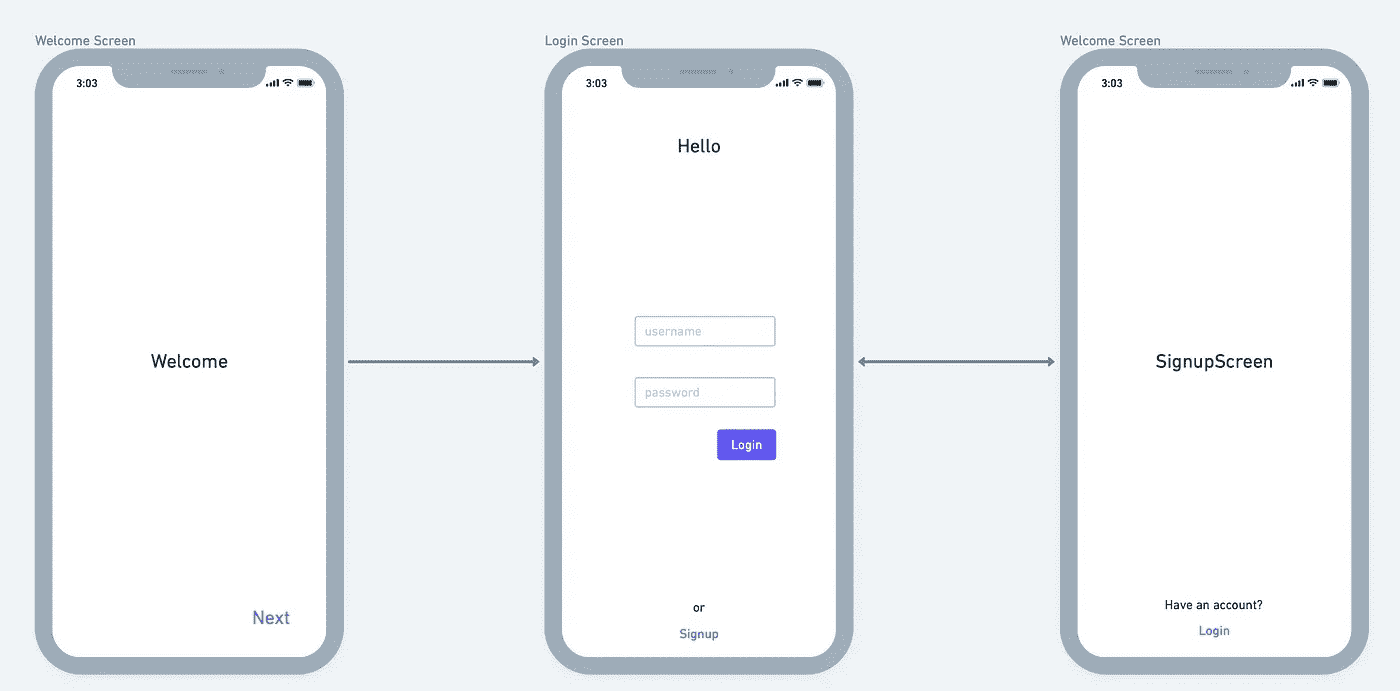 Welcome Screen
3:03
Welcome
Next
Login Screen
3:03
Hello
username
password
Login
or
Signup
Welcome Screen
3:03
SignupScreen
Have an account?
Login